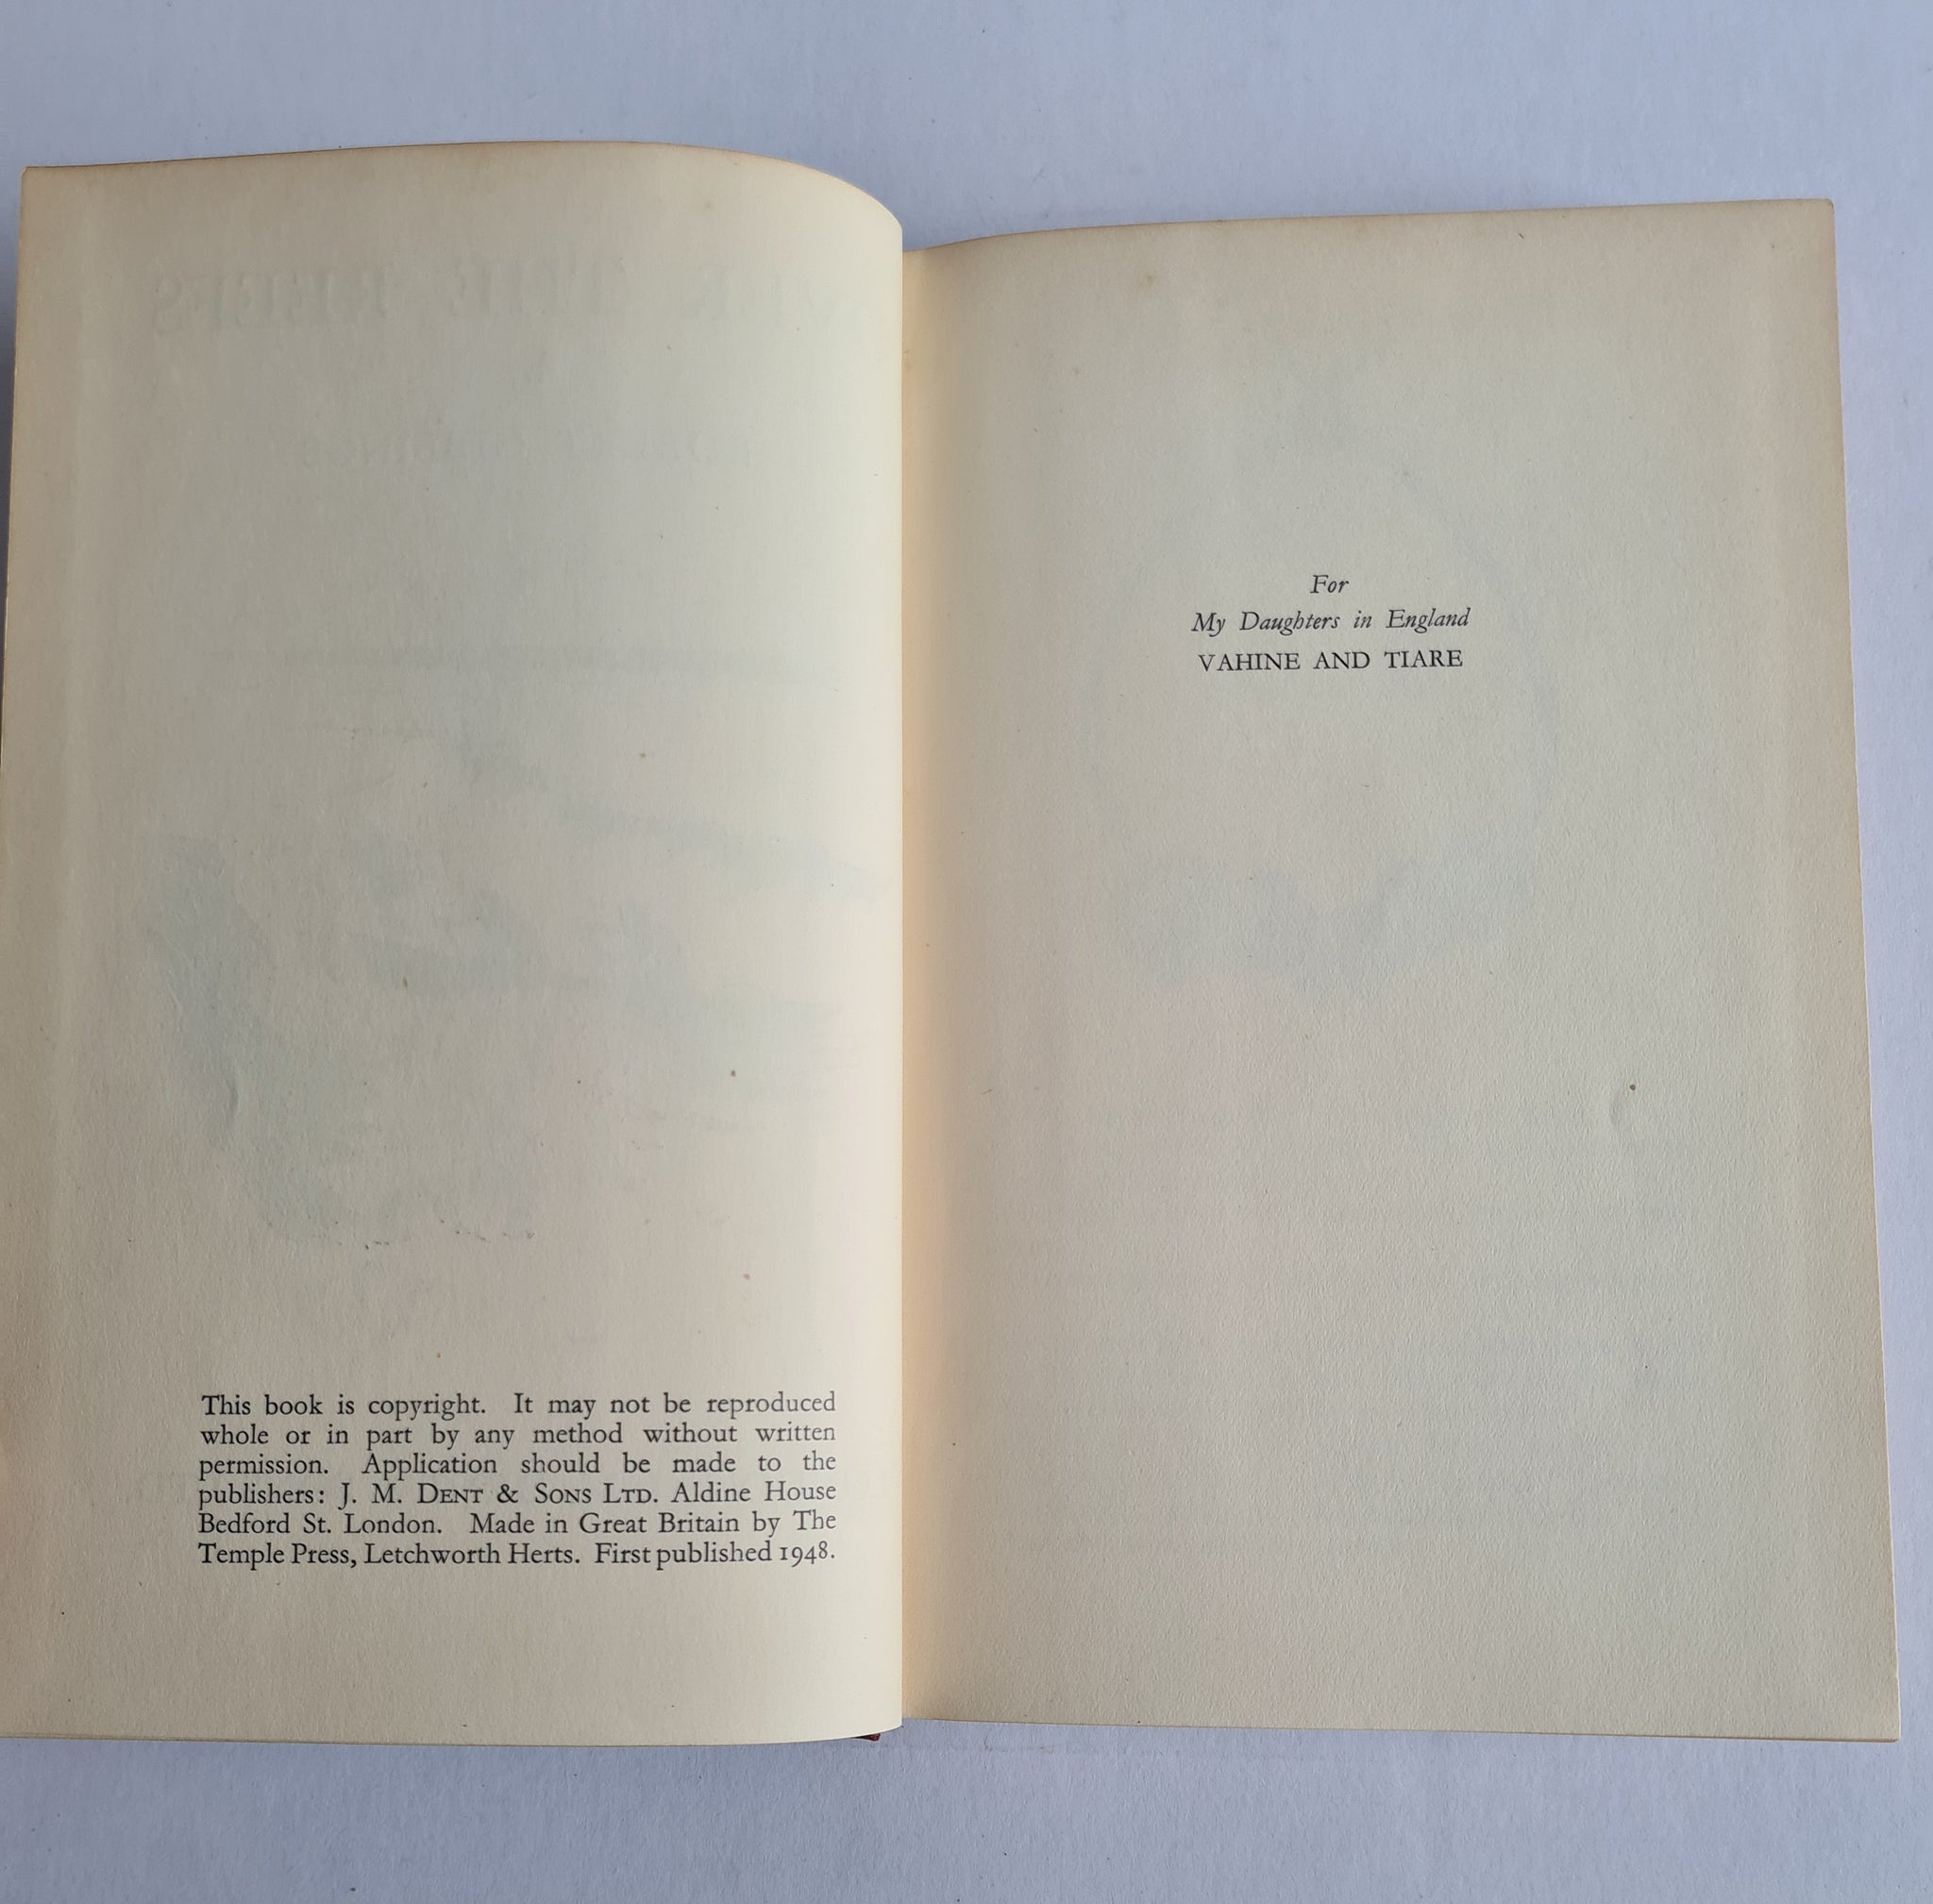 This book is copyright. It may not be reproduced
whole or in part by any method without written
permission. Application should be made to the
publishers: J. M. DENT & SONS LTD. Aldine House
Bedford St. London. Made in Great Britain by The
Temple Press, Letchworth Herts. First published 1948.
For
My Daughters in England
VAHINE AND TIARE